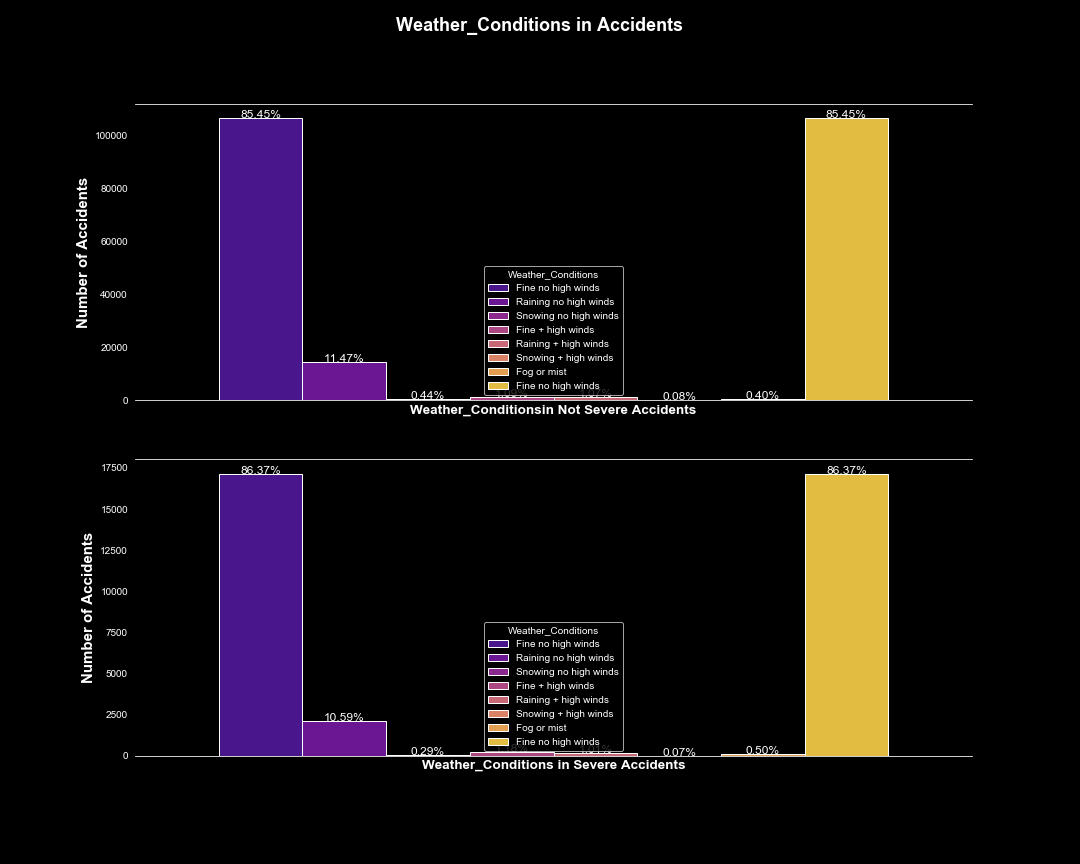 Weather_Conditions in Accidents
85.45%
85.45%
100000
80000
60000
40000
20000
0
Number of Accidents
11.47%
0.44%
0.08%
0.40%
Weather_Conditions
Fine no high winds
Raining no high winds
Snowing no high winds
Fine + high winds
Raining + high winds
Snowing + high winds
Fog or mist
Fine no high winds
Weather_Conditionsin Not Severe Accidents
86.37%
86.37%
17500
15000
12500
10000
7500
5000
2500
0
Number of Accidents
10.59%
0.29%
0.07%
0.50%
Weather_Conditions
Fine no high winds
Raining no high winds
Snowing no high winds
Fine + high winds
Raining + high winds
Snowing + high winds
Fog or mist
Fine no high winds
Weather_Conditions in Severe Accidents